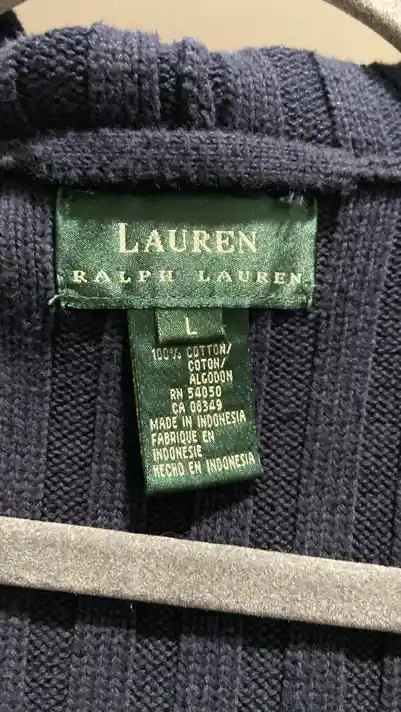 LAUREN
RALPH LAUREN
L
100% COTTON/
COTON/
ALGODON
RN 54050
CA 08349
MADE IN INDONESIA
FABRIQUE EN
INDONESIE
HECHO EN INDONESIA